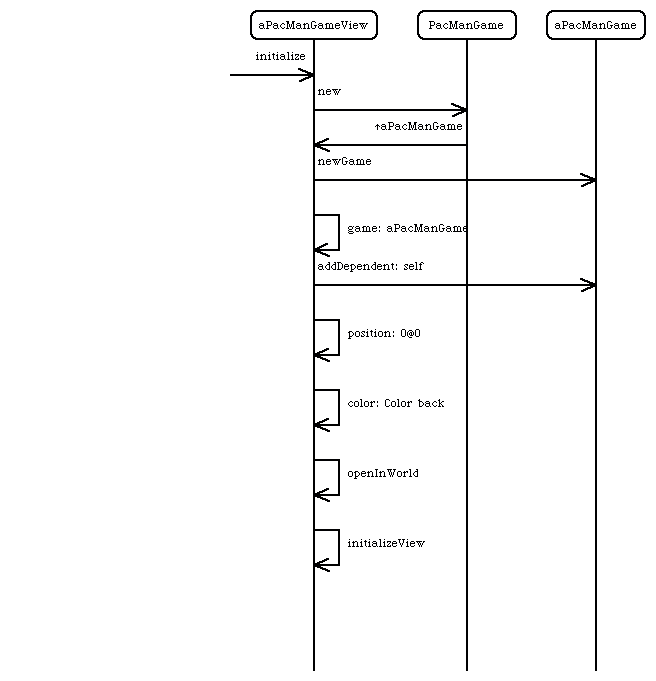 aPacManGameView PacManGame aPacManGame
initialize
new
↑aPacManGame
newGame
game: aPacManGame
addDependent: self
position: 0@0
color: Color back
openInWorld
initializeView